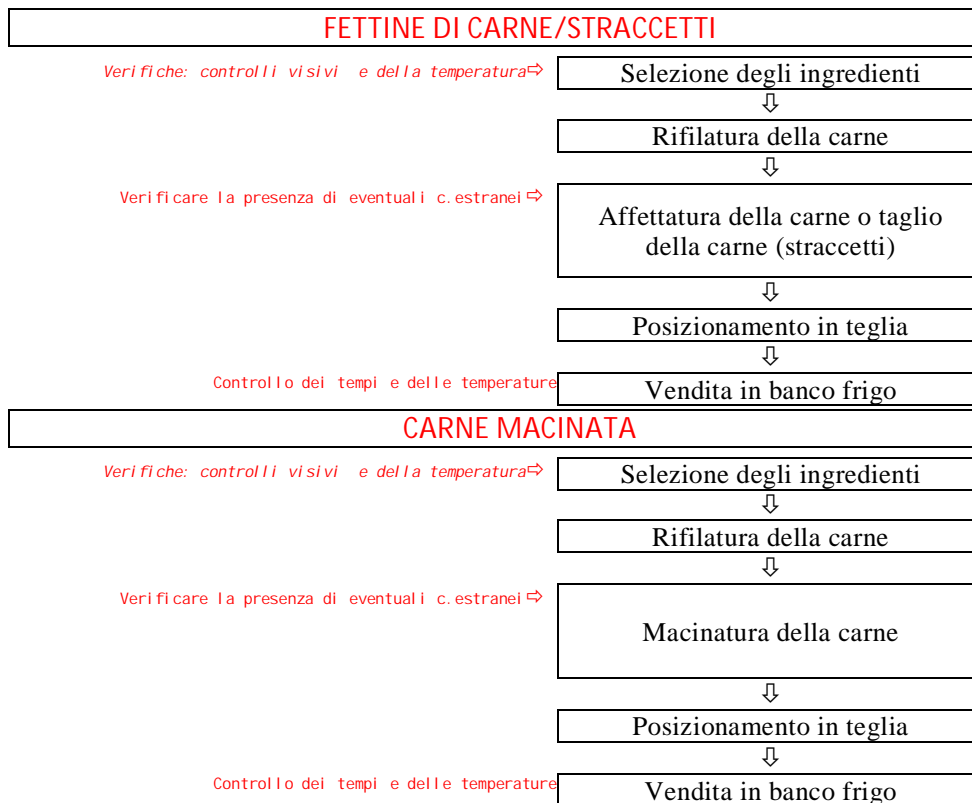 FETTINE DI CARNE/STRACCETTI
Verifiche: controlli visivi e della temperatura⇨
Selezione degli ingredienti
⇩
Rifilatura della carne
⇩
Verificare la presenza di eventuali c.estranei⇨
Affettatura della carne o taglio
della carne (straccetti)
⇩
Posizionamento in teglia
⇩
Controllo dei tempi e delle temperature
Vendita in banco frigo
CARNE MACINATA
Verifiche: controlli visivi e della temperatura⇨
Selezione degli ingredienti
⇩
Rifilatura della carne
⇩
Verificare la presenza di eventuali c.estranei⇨
Macinatura della carne
⇩
Posizionamento in teglia
⇩
Controllo dei tempi e delle temperature
Vendita in banco frigo